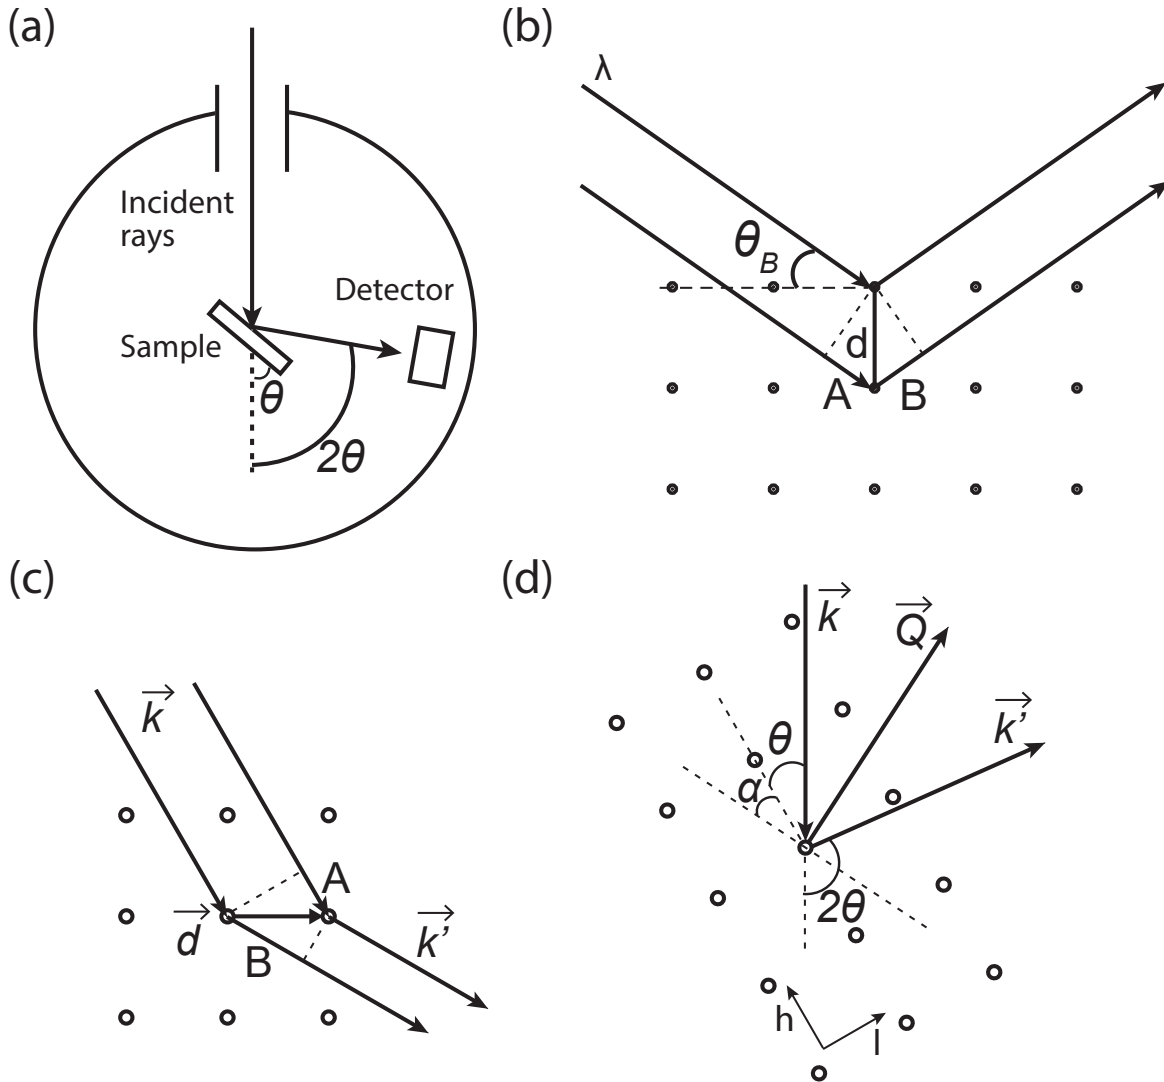 (a)
Incident
rays
Detector
Sample
θ
2θ
(b)
λ
θB
d
A
B
(c)
k
A
d
B
k’
(d)
k
Q
k’
θ
α
2θ
h
l